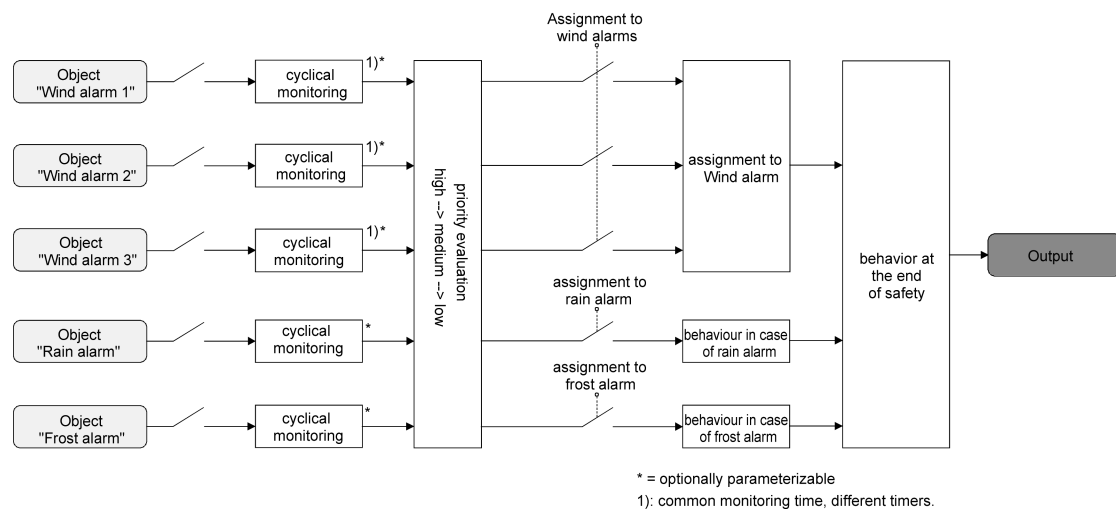 Assignment to
wind alarms
Object
"Wind alarm 1"
cyclical
monitoring
1)*
Object
"Wind alarm 2"
cyclical
monitoring
1)*
Object
"Wind alarm 3"
cyclical
monitoring
1)*
Object
"Rain alarm"
cyclical
monitoring
*
Object
"Frost alarm"
cyclical
monitoring
*
priority evaluation
high --> medium --> low
assignment to
Wind alarm
assignment to
rain alarm
behaviour in case
of rain alarm
assignment to
frost alarm
behaviour in case
of frost alarm
behavior at
the end
of safety
Output
* = optionally parameterizable
1): common monitoring time, different timers.